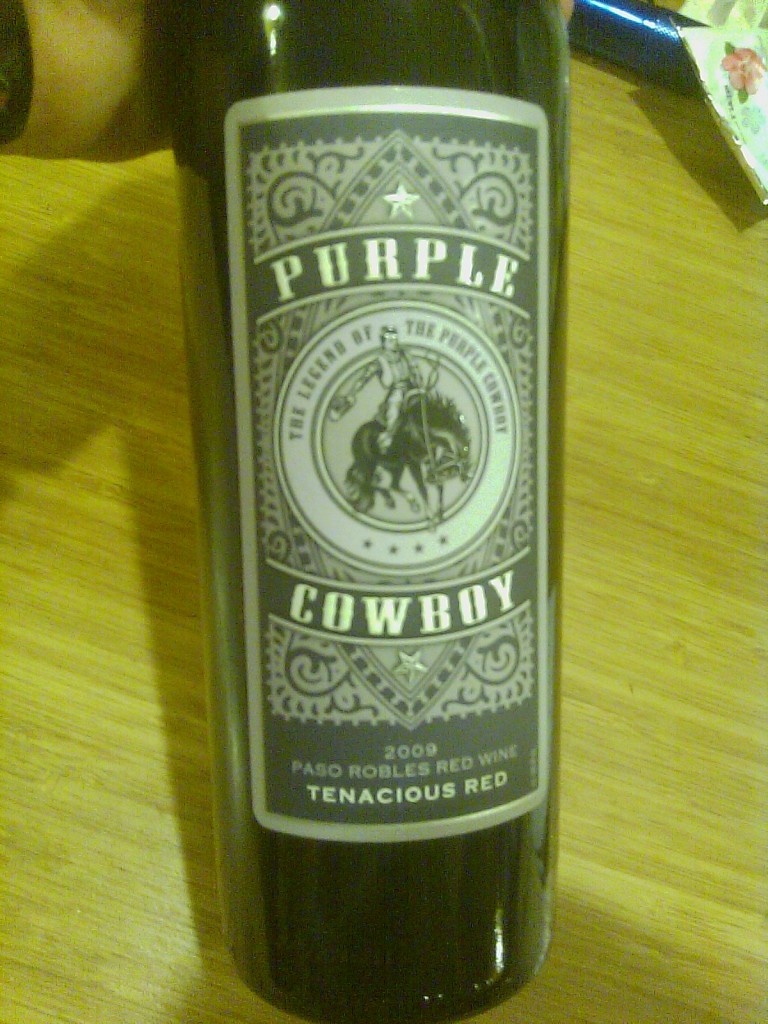 PURPLE
THE LEGEND OF THE PURPLE COWBOY
COWBOY
2009
PASO ROBLES RED WINE
TENACIOUS RED